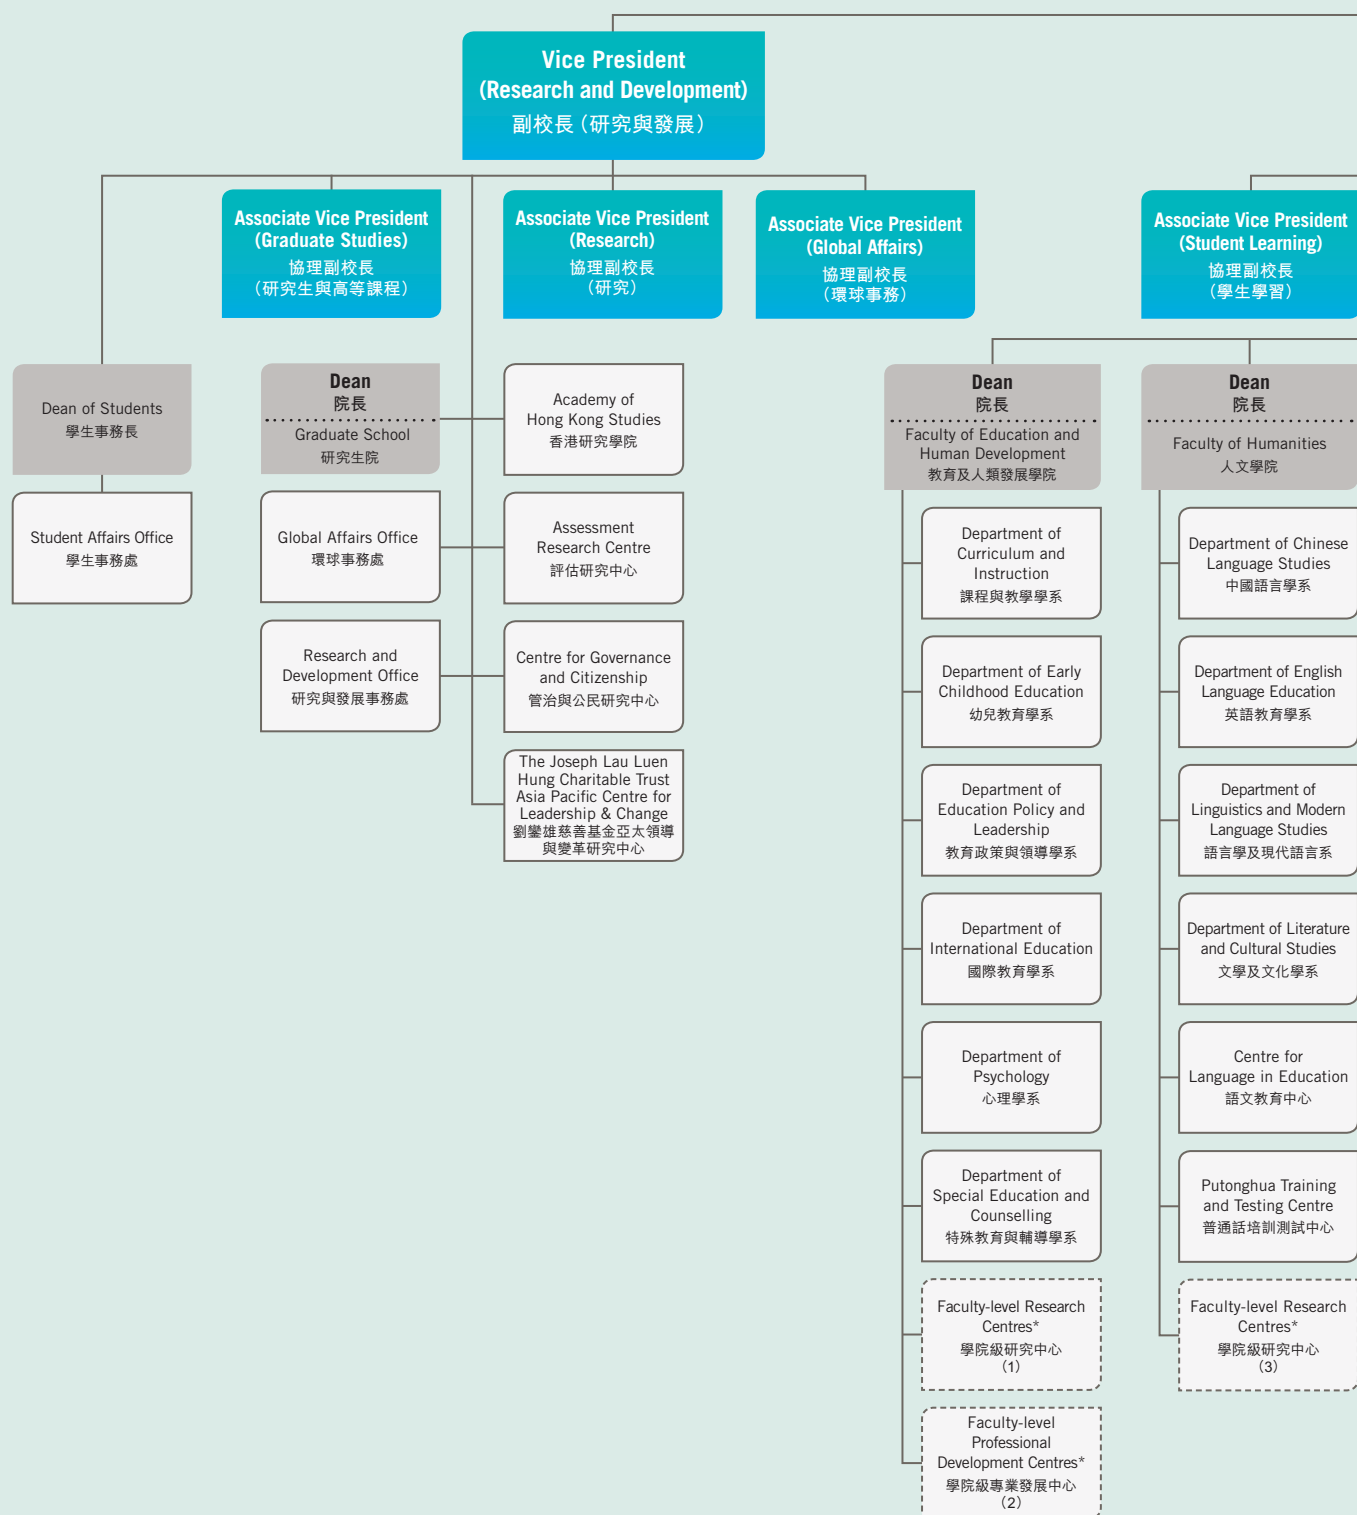 Vice President
(Research and Development)
副校長（研究與發展）
Associate Vice President
(Graduate Studies)
協理副校長
（研究生與高等課程）
Associate Vice President
(Research)
協理副校長
（研究）
Associate Vice President
(Global Affairs)
協理副校長
（環球事務）
Associate Vice President
(Student Learning)
協理副校長
（學生學習）
Dean of Students
學生事務長
Student Affairs Office
學生事務處
Dean
院長
Graduate School
研究生院
Global Affairs Office
環球事務處
Research and
Development Office
研究與發展事務處
Academy of
Hong Kong Studies
香港研究學院
Assessment
Research Centre
評估研究中心
Centre for Governance
and Citizenship
管治與公民研究中心
The Joseph Lau Luen
Hung Charitable Trust
Asia Pacific Centre for
Leadership & Change
劉鑾雄慈善基金亞太領導
與變革研究中心
Dean
院長
Faculty of Education and
Human Development
教育及人類發展學院
Department of
Curriculum and
Instruction
課程與教學學系
Department of Early
Childhood Education
幼兒教育學系
Department of
Education Policy and
Leadership
教育政策與領導學系
Department of
International Education
國際教育學系
Department of
Psychology
心理學系
Department of
Special Education and
Counselling
特殊教育與輔導學系
Faculty-level Research
Centres*
學院級研究中心
（1）
Faculty-level
Professional
Development Centres*
學院級專業發展中心
（2）
Dean
院長
Faculty of Humanities
人文學院
Department of Chinese
Language Studies
中國語言學系
Department of English
Language Education
英語教育學系
Department of
Linguistics and Modern
Language Studies
語言學及現代語言系
Department of Literature
and Cultural Studies
文學及文化學系
Centre for
Language in Education
語文教育中心
Putonghua Training
and Testing Centre
普通話培訓測試中心
Faculty-level Research
Centres*
學院級研究中心
（3）